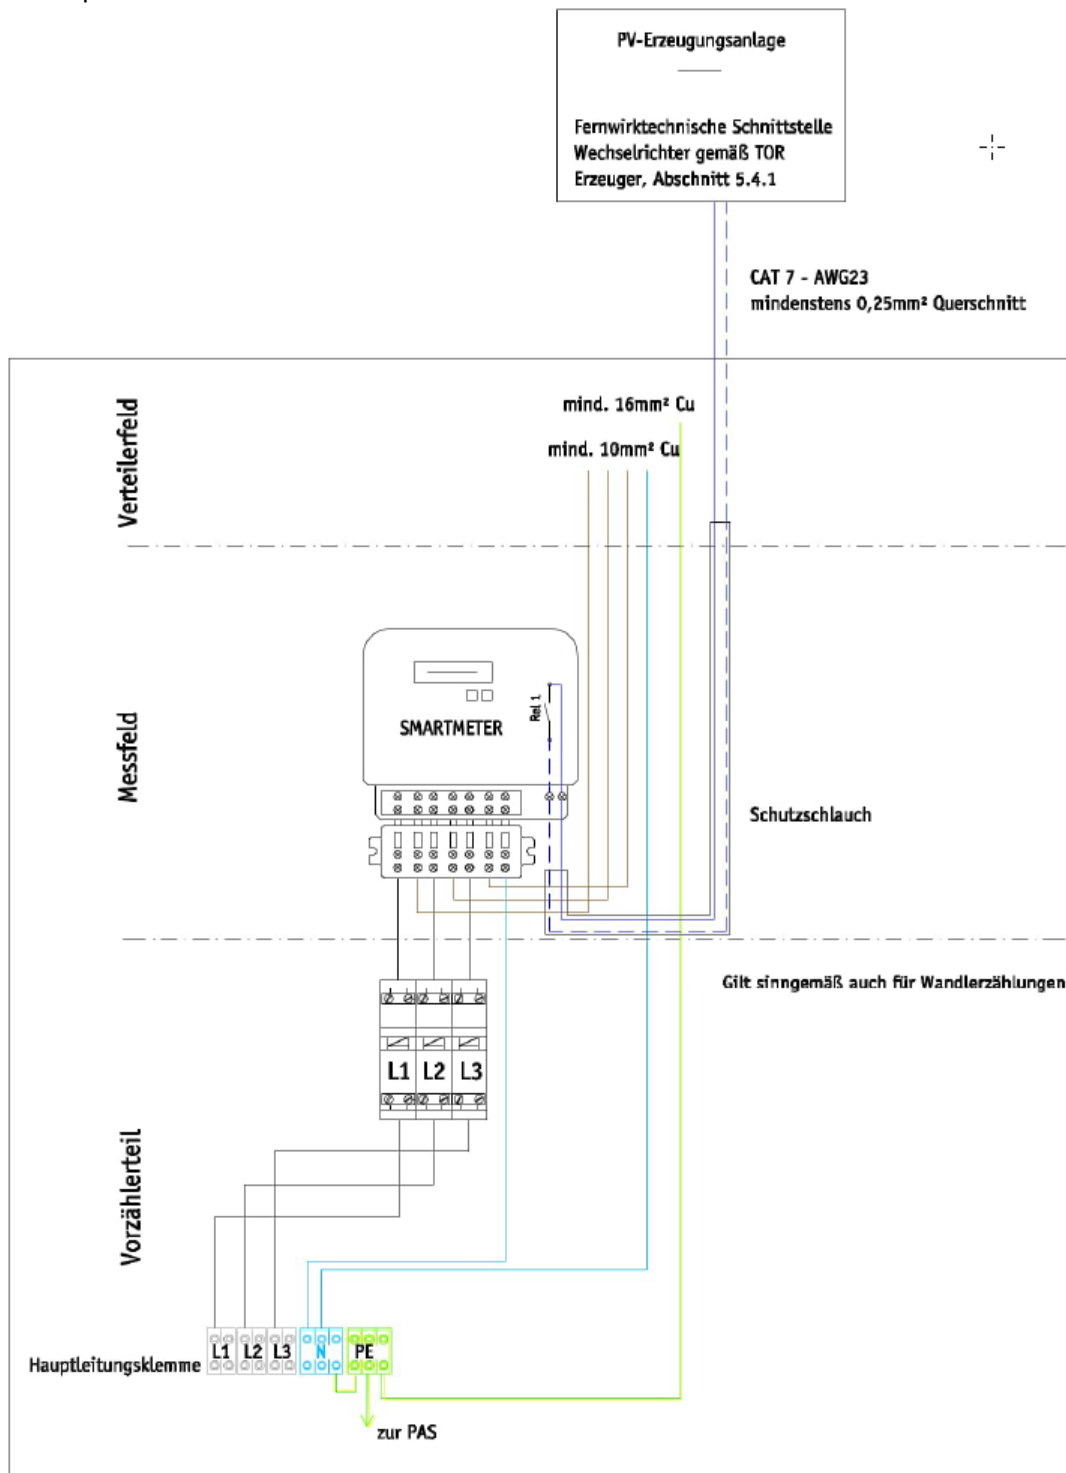 PV-Erzeugungsanlage
Fernwirktechnische Schnittstelle
Wechselrichter gemäß TOR
Erzeuger, Abschnitt 5.4.1
CAT 7 - AWG23
mindestens 0,25mm² Querschnitt
Verteilerfeld
mind. 16mm² Cu
mind. 10mm² Cu
Messfeld
SMARTMETER
Rel 1
Schutzschlauch
Gilt sinngemäß auch für Wandlerzählungen
Vorzählerteil
L1 L2 L3
Hauptleitungsklemme
L1 L2 L3 N PE
zur PAS